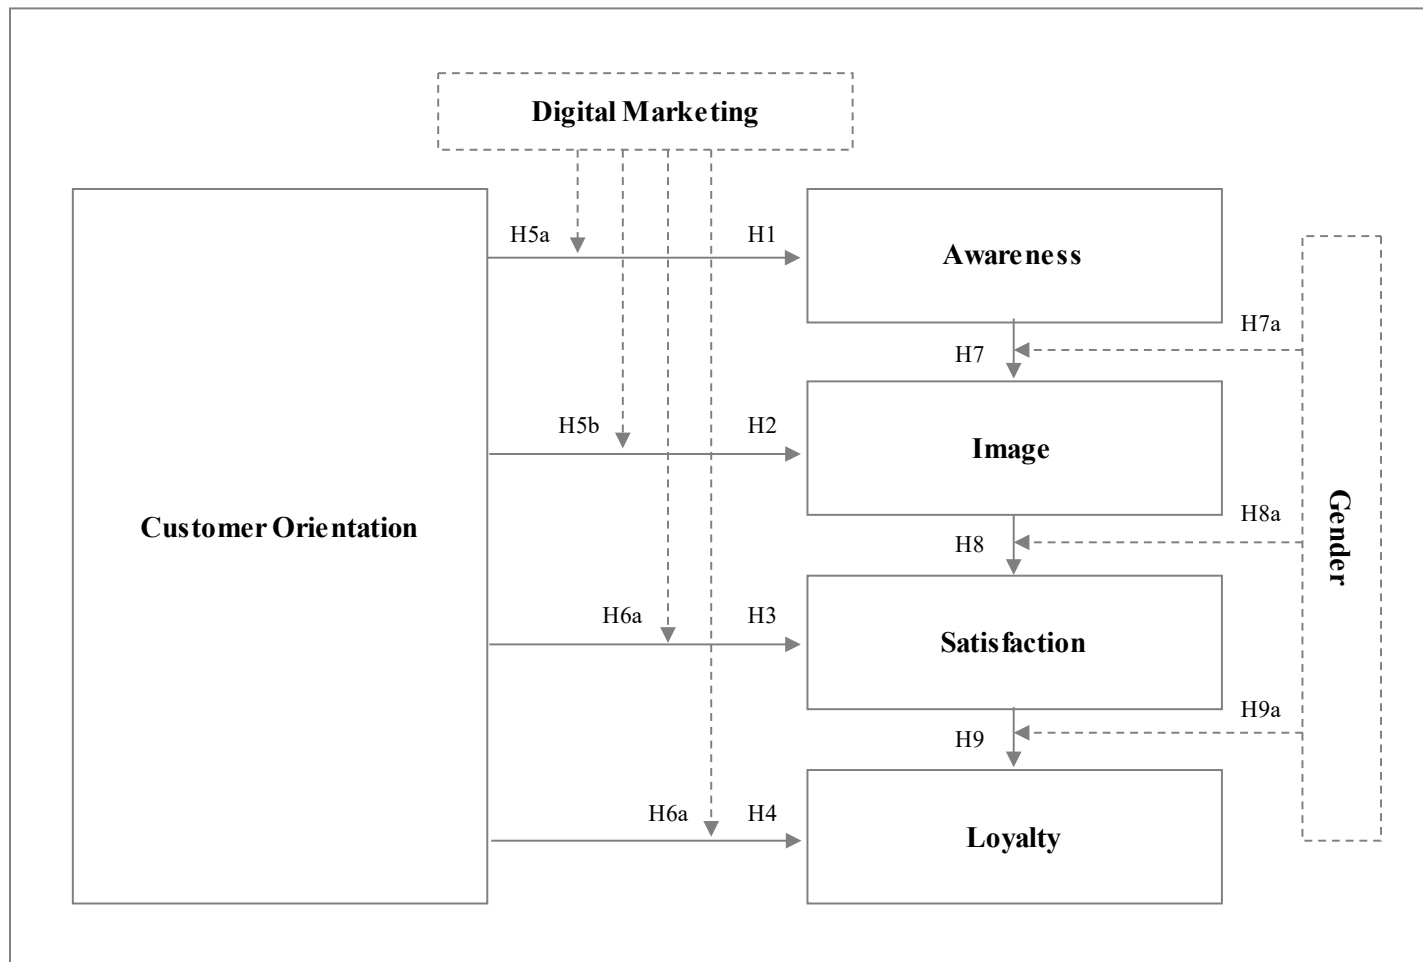 Digital Marketing
H5a
H1
Awareness
H7a
H7
H5b
H2
Image
Customer Orientation
Gender
H8a
H8
H6a
H3
Satisfaction
H9a
H9
H6a
H4
Loyalty